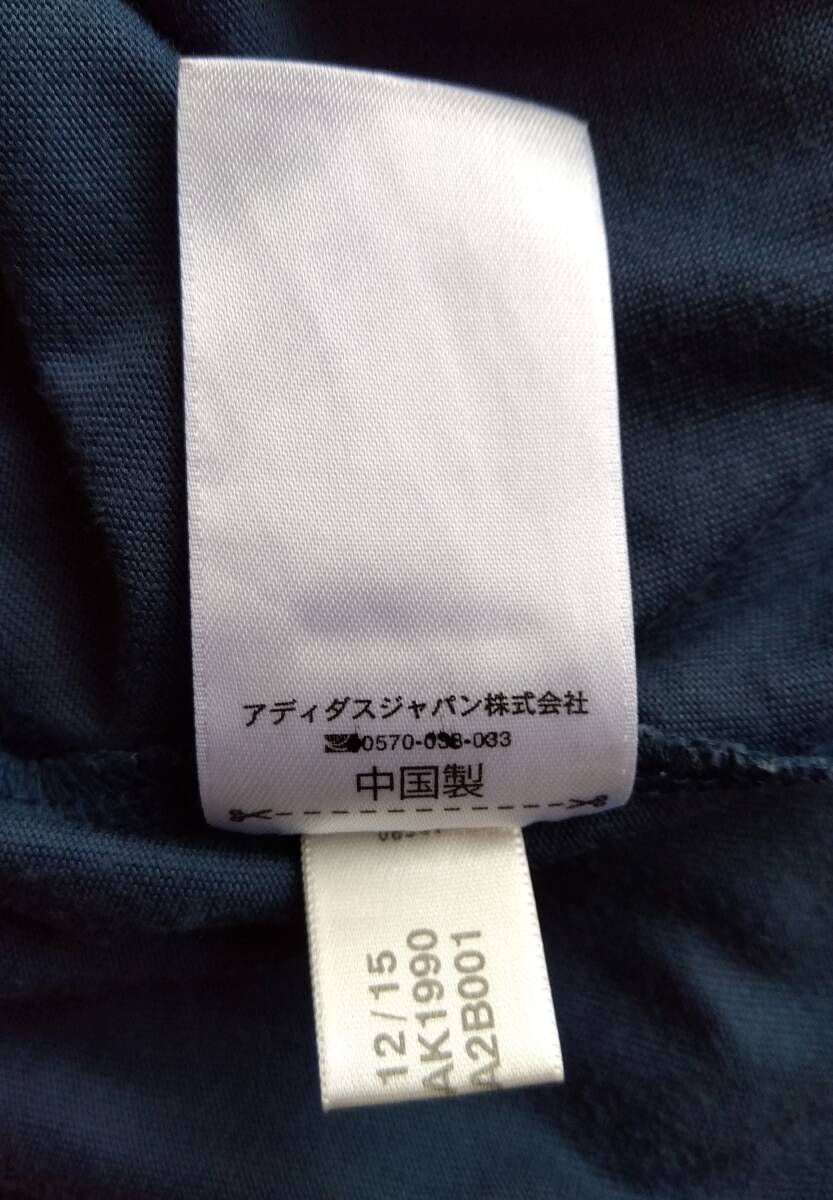 アディダスジャパン株式会社
0570-033-033
中国製
12/15
AK1990
A2B001